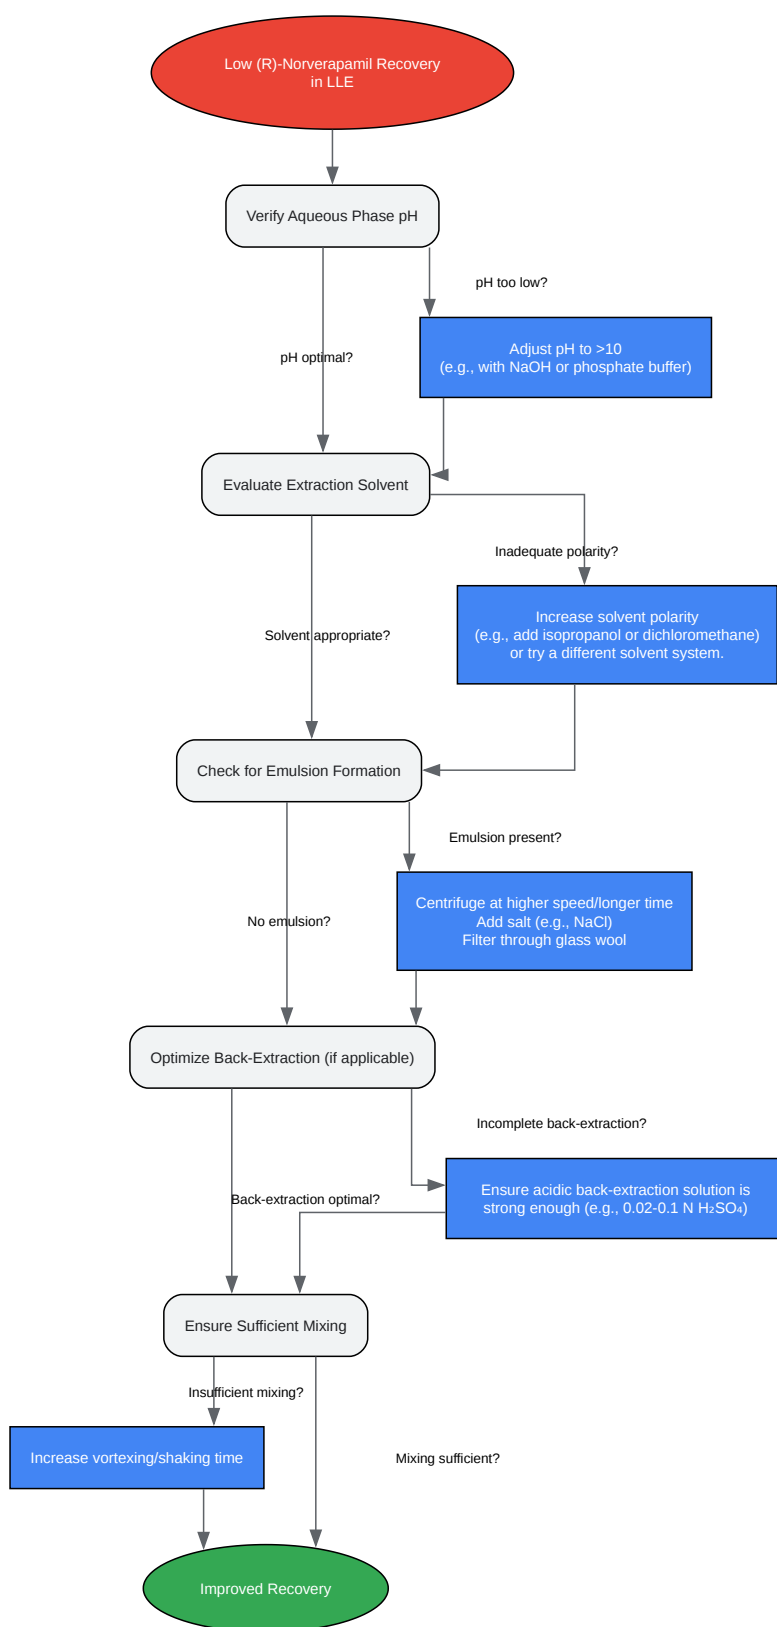 Low (R)-Norverapamil Recovery
in LLE
Verify Aqueous Phase pH
pH too low?
Adjust pH to >10
(e.g., with NaOH or phosphate buffer)
pH optimal?
Evaluate Extraction Solvent
Inadequate polarity?
Increase solvent polarity
(e.g., add isopropanol or dichloromethane)
or try a different solvent system.
Solvent appropriate?
Check for Emulsion Formation
Emulsion present?
Centrifuge at higher speed/longer time
Add salt (e.g., NaCl)
Filter through glass wool
No emulsion?
Optimize Back-Extraction (if applicable)
Incomplete back-extraction?
Ensure acidic back-extraction solution is
strong enough (e.g., 0.02-0.1 N H₂SO₄)
Back-extraction optimal?
Ensure Sufficient Mixing
Insufficient mixing?
Increase vortexing/shaking time
Mixing sufficient?
Improved Recovery